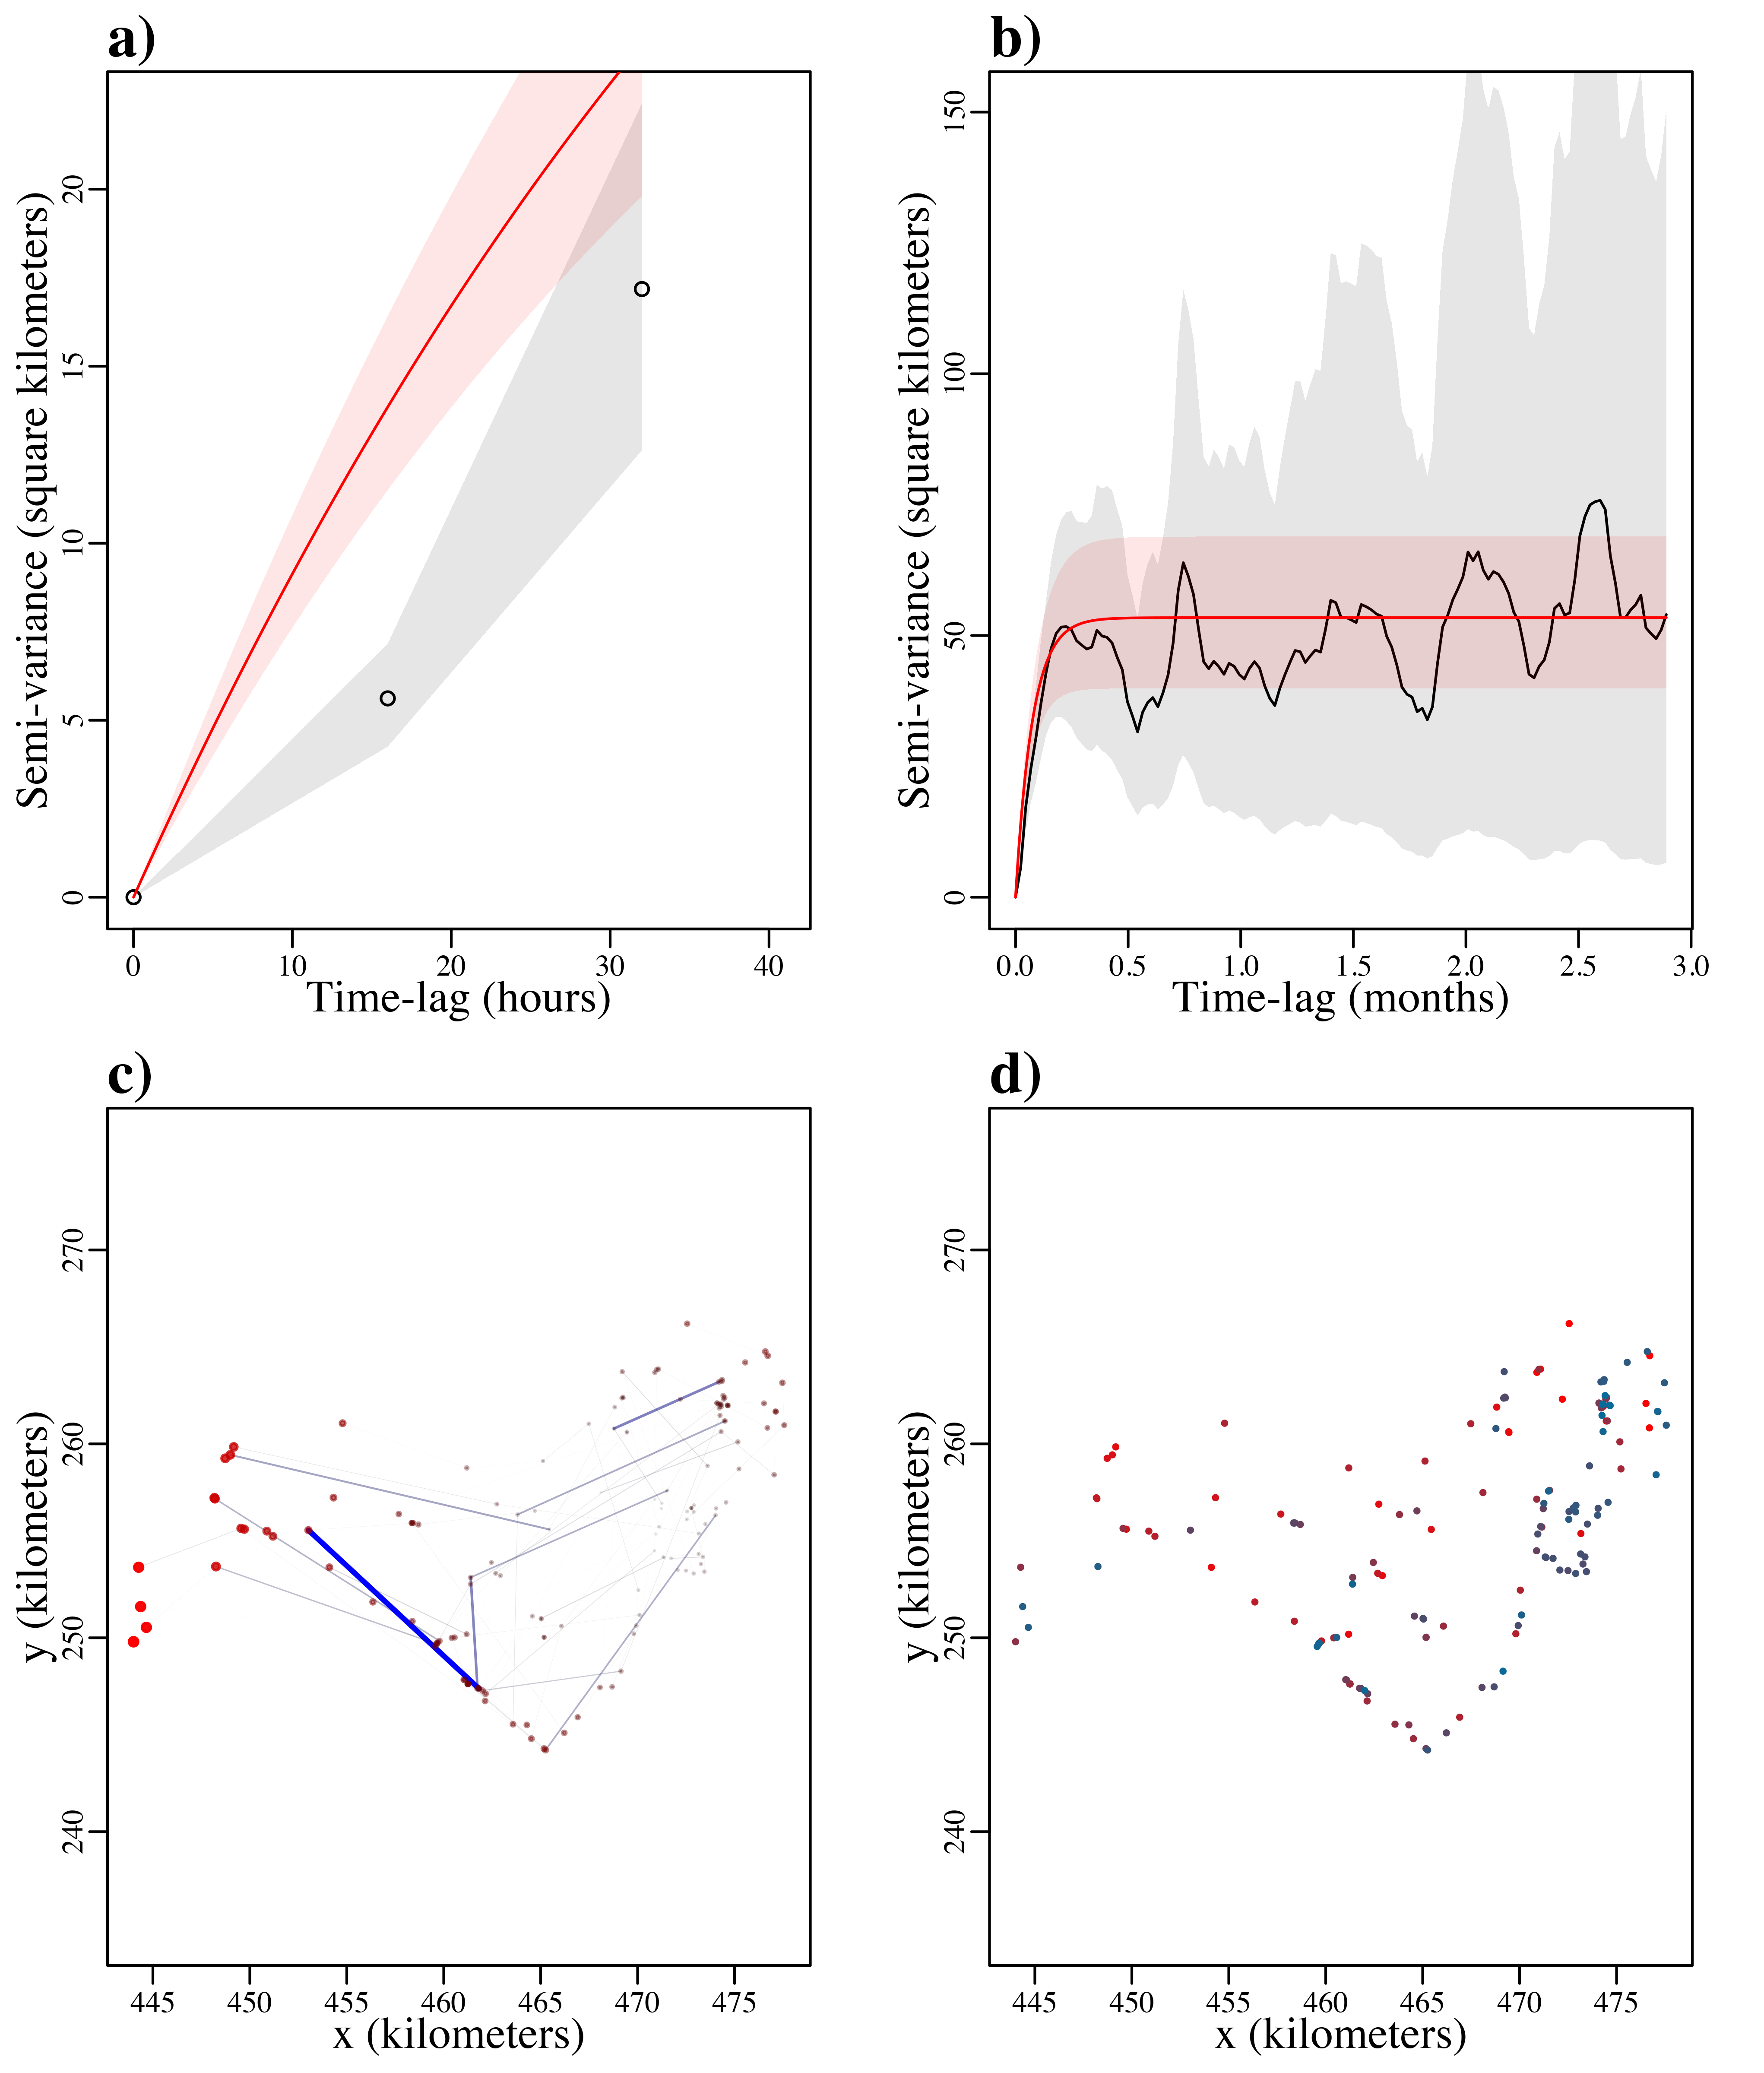 a)
Semi-variance (square kilometers)
20
15
10
5
0
0 10 20 30 40
Time-lag (hours)
b)
Semi-variance (square kilometers)
150
100
50
0
0.0 0.5 1.0 1.5 2.0 2.5 3.0
Time-lag (months)
c)
y (kilometers)
270
260
250
240
445 450 455 460 465 470 475
x (kilometers)
d)
y (kilometers)
270
260
250
240
445 450 455 460 465 470 475
x (kilometers)